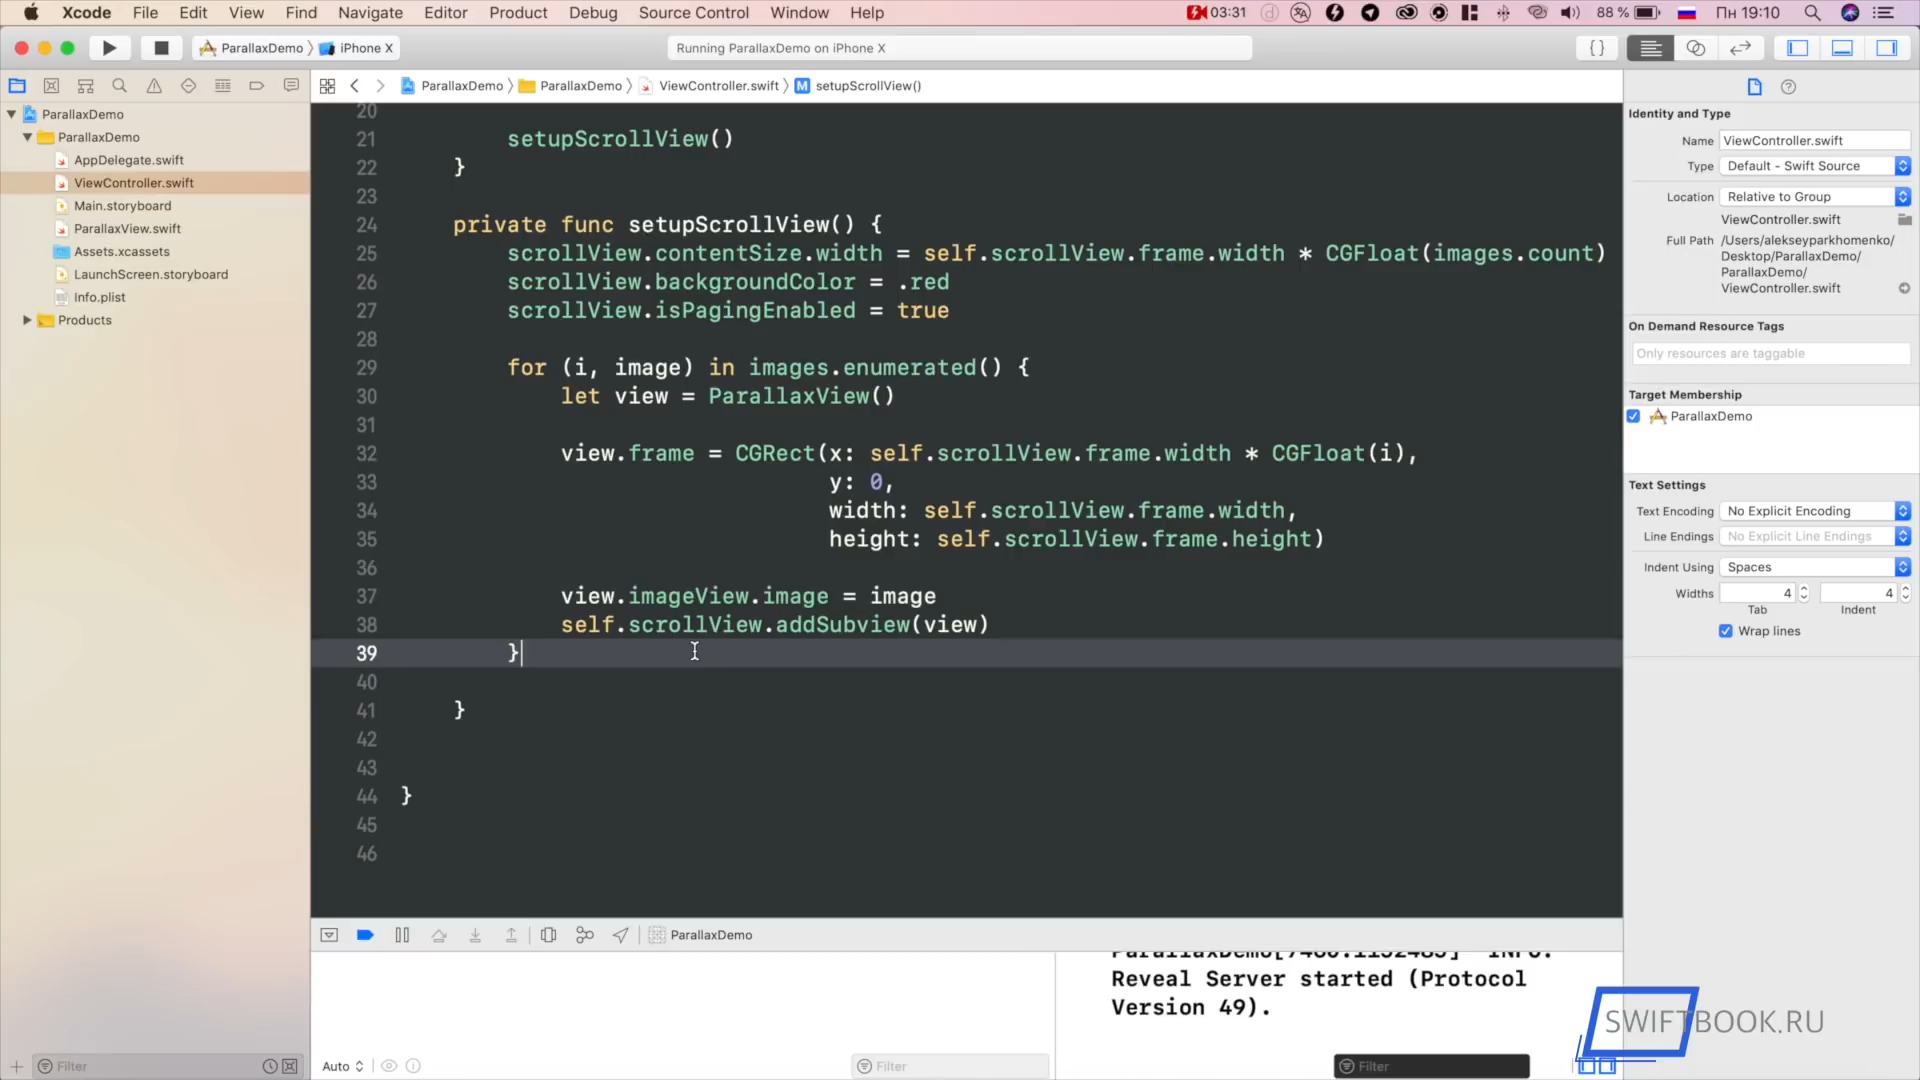 Xcode File Edit View Find Navigate Editor Product Debug Source Control Window Help 03:31 88 % Пн 19:10
ParallaxDemo iPhone X Running ParallaxDemo on iPhone X
ParallaxDemo ParallaxDemo ViewController.swift M setupScrollView()
ParallaxDemo
ParallaxDemo
AppDelegate.swift
ViewController.swift
Main.storyboard
ParallaxView.swift
Assets.xcassets
LaunchScreen.storyboard
Info.plist
Products
Filter
20
21 setupScrollView()
22 }
23
24 private func setupScrollView() {
25 scrollView.contentSize.width = self.scrollView.frame.width * CGFloat(images.count)
26 scrollView.backgroundColor = .red
27 scrollView.isPagingEnabled = true
28
29 for (i, image) in images.enumerated() {
30 let view = ParallaxView()
31
32 view.frame = CGRect(x: self.scrollView.frame.width * CGFloat(i),
33 y: 0,
34 width: self.scrollView.frame.width,
35 height: self.scrollView.frame.height)
36
37 view.imageView.image = image
38 self.scrollView.addSubview(view)
39 }
40
41 }
42
43
44 }
45
46
ParallaxDemo
Reveal Server started (Protocol
Version 49).
Auto Filter Filter
Identity and Type
Name ViewController.swift
Type Default - Swift Source
Location Relative to Group
ViewController.swift
Full Path /Users/alekseyparkhomenko/
Desktop/ParallaxDemo/
ParallaxDemo/
ViewController.swift
On Demand Resource Tags
Only resources are taggable
Target Membership
ParallaxDemo
Text Settings
Text Encoding No Explicit Encoding
Line Endings No Explicit Line Endings
Indent Using Spaces
Widths 4 4
Tab Indent
Wrap lines
SWIFTBOOK.RU